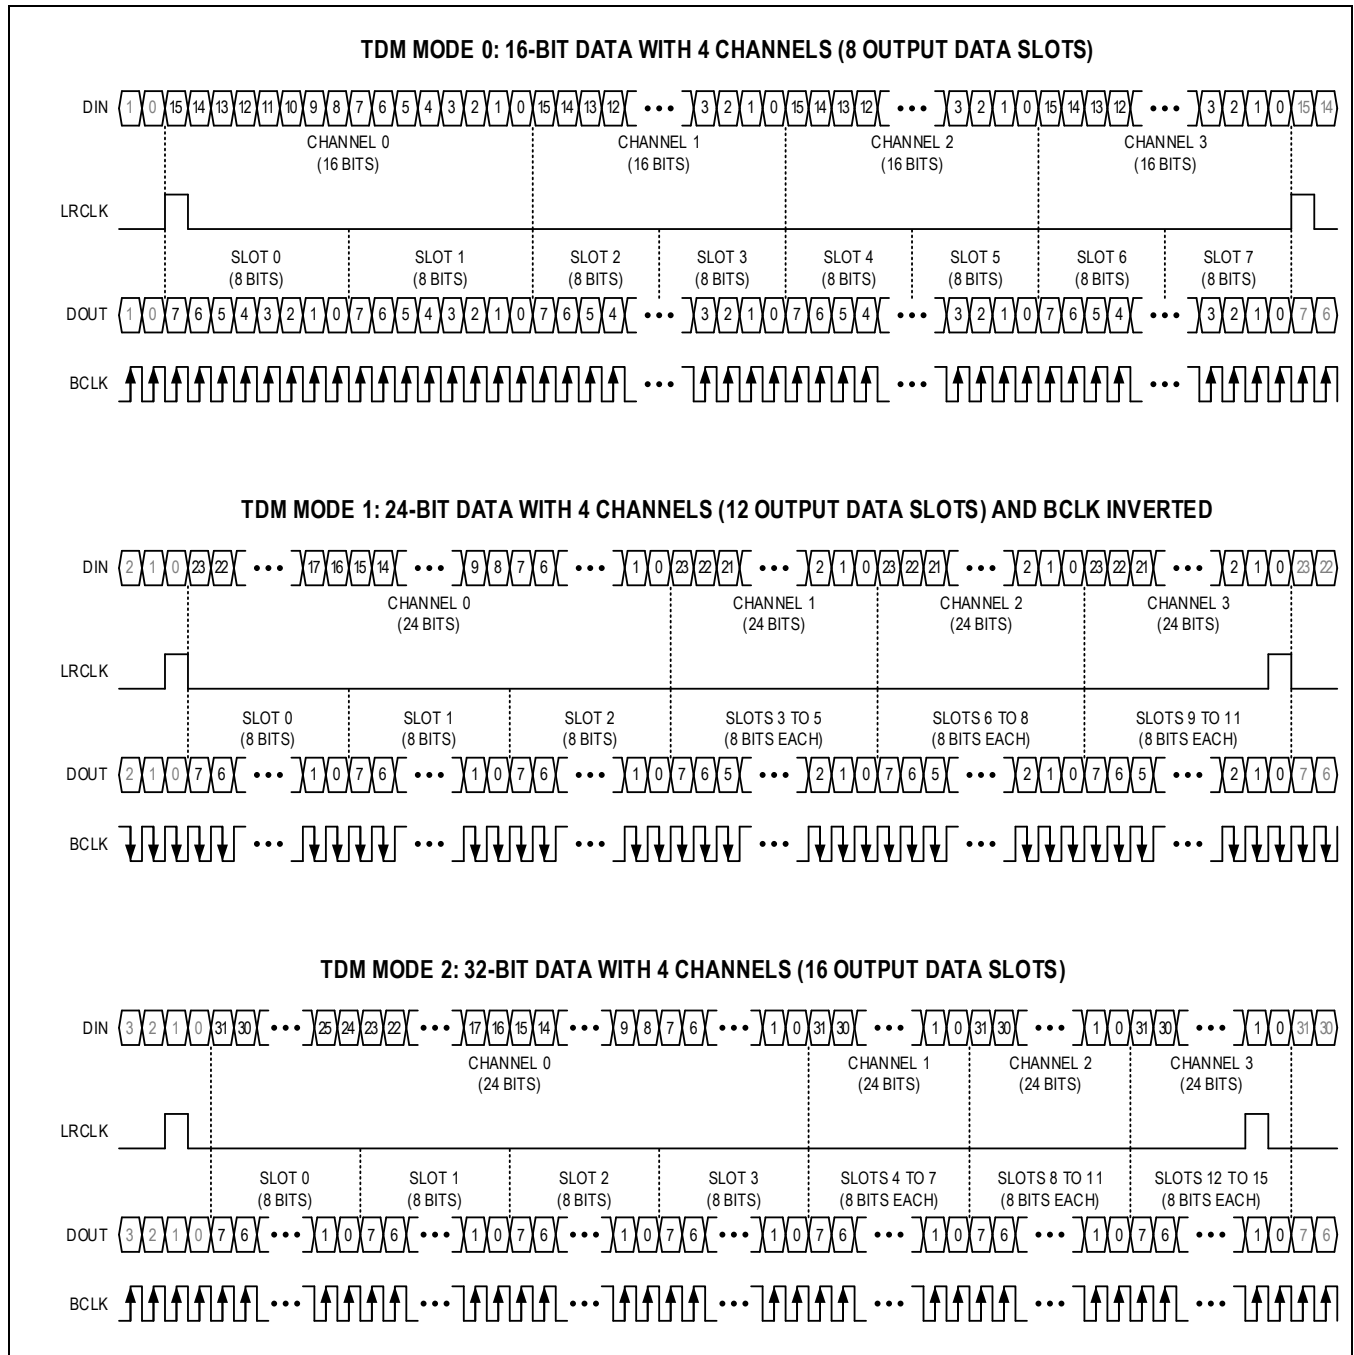 TDM MODE 0: 16-BIT DATA WITH 4 CHANNELS (8 OUTPUT DATA SLOTS)
DIN 1 0 15 14 13 12 11 10 9 8 7 6 5 4 3 2 1 0 15 14 13 12 ••• 3 2 1 0 15 14 13 12 ••• 3 2 1 0 15 14 13 12 ••• 3 2 1 0 15 14
CHANNEL 0 CHANNEL 1 CHANNEL 2 CHANNEL 3
(16 BITS) (16 BITS) (16 BITS) (16 BITS)
LRCLK
SLOT 0 SLOT 1 SLOT 2 SLOT 3 SLOT 4 SLOT 5 SLOT 6 SLOT 7
(8 BITS) (8 BITS) (8 BITS) (8 BITS) (8 BITS) (8 BITS) (8 BITS) (8 BITS)
DOUT 1 0 7 6 5 4 3 2 1 0 7 6 5 4 3 2 1 0 7 6 5 4 ••• 3 2 1 0 7 6 5 4 ••• 3 2 1 0 7 6 5 4 ••• 3 2 1 0 7 6
BCLK ••• ••• •••
TDM MODE 1: 24-BIT DATA WITH 4 CHANNELS (12 OUTPUT DATA SLOTS) AND BCLK INVERTED
DIN 2 1 0 23 22 ••• 17 16 15 14 ••• 9 8 7 6 ••• 1 0 23 22 21 ••• 2 1 0 23 22 21 ••• 2 1 0 23 22 21 ••• 2 1 0 23 22
CHANNEL 0 CHANNEL 1 CHANNEL 2 CHANNEL 3
(24 BITS) (24 BITS) (24 BITS) (24 BITS)
LRCLK
SLOT 0 SLOT 1 SLOT 2 SLOTS 3 TO 5 SLOTS 6 TO 8 SLOTS 9 TO 11
(8 BITS) (8 BITS) (8 BITS) (8 BITS EACH) (8 BITS EACH) (8 BITS EACH)
DOUT 2 1 0 7 6 ••• 1 0 7 6 ••• 1 0 7 6 ••• 1 0 7 6 5 ••• 2 1 0 7 6 5 ••• 2 1 0 7 6 5 ••• 2 1 0 7 6
BCLK ••• ••• ••• ••• ••• •••
TDM MODE 2: 32-BIT DATA WITH 4 CHANNELS (16 OUTPUT DATA SLOTS)
DIN 3 2 1 0 31 30 ••• 25 24 23 22 ••• 17 16 15 14 ••• 9 8 7 6 ••• 1 0 31 30 ••• 1 0 31 30 ••• 1 0 31 30 ••• 1 0 31 30
CHANNEL 0 CHANNEL 1 CHANNEL 2 CHANNEL 3
(24 BITS) (24 BITS) (24 BITS) (24 BITS)
LRCLK
SLOT 0 SLOT 1 SLOT 2 SLOT 3 SLOTS 4 TO 7 SLOTS 8 TO 11 SLOTS 12 TO 15
(8 BITS) (8 BITS) (8 BITS) (8 BITS) (8 BITS EACH) (8 BITS EACH) (8 BITS EACH)
DOUT 3 2 1 0 7 6 ••• 1 0 7 6 ••• 1 0 7 6 ••• 1 0 7 6 ••• 1 0 7 6 ••• 1 0 7 6 ••• 1 0 7 6 ••• 1 0 7 6
BCLK ••• ••• ••• ••• ••• ••• •••